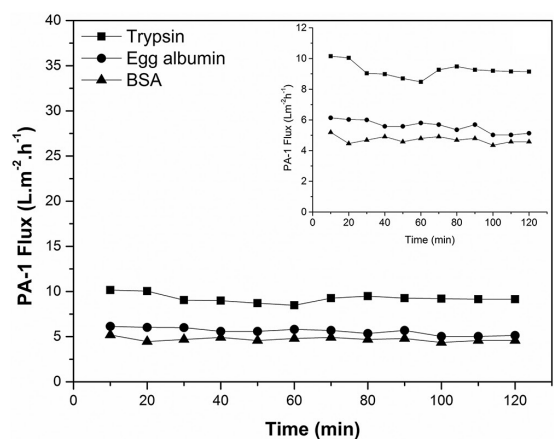 40
35
30
25
20
15
10
5
0
PA-1 Flux (L.m⁻².h⁻¹)
Trypsin
Egg albumin
BSA
12
10
8
6
4
2
0
PA-1 Flux (Lm⁻²h⁻¹)
0 20 40 60 80 100 120
Time (min)
0 20 40 60 80 100 120
Time (min)